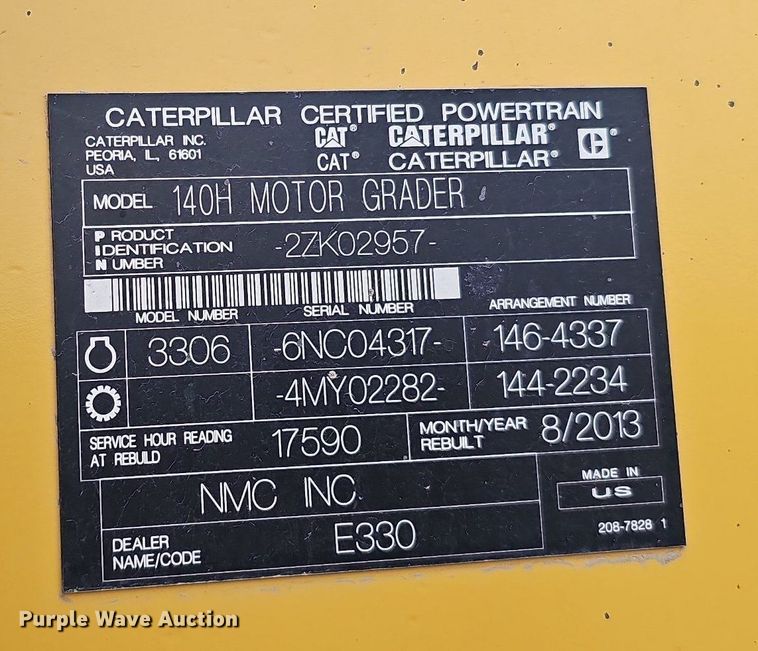 CATERPILLAR CERTIFIED POWERTRAIN
CATERPILLAR INC.
PEORIA, IL, 61601
USA
CAT® CATERPILLAR® C®
CAT® CATERPILLAR®
MODEL 140H MOTOR GRADER
PRODUCT
IDENTIFICATION -2ZK02957-
NUMBER
MODEL NUMBER SERIAL NUMBER ARRANGEMENT NUMBER
3306 -6NC04317- 146-4337
-4MY02282- 144-2234
SERVICE HOUR READING
AT REBUILD 17590 MONTH/YEAR
REBUILT 8/2013
NMC INC
MADE IN
US
DEALER
NAME/CODE E330
208-7828 1
Purple Wave Auction